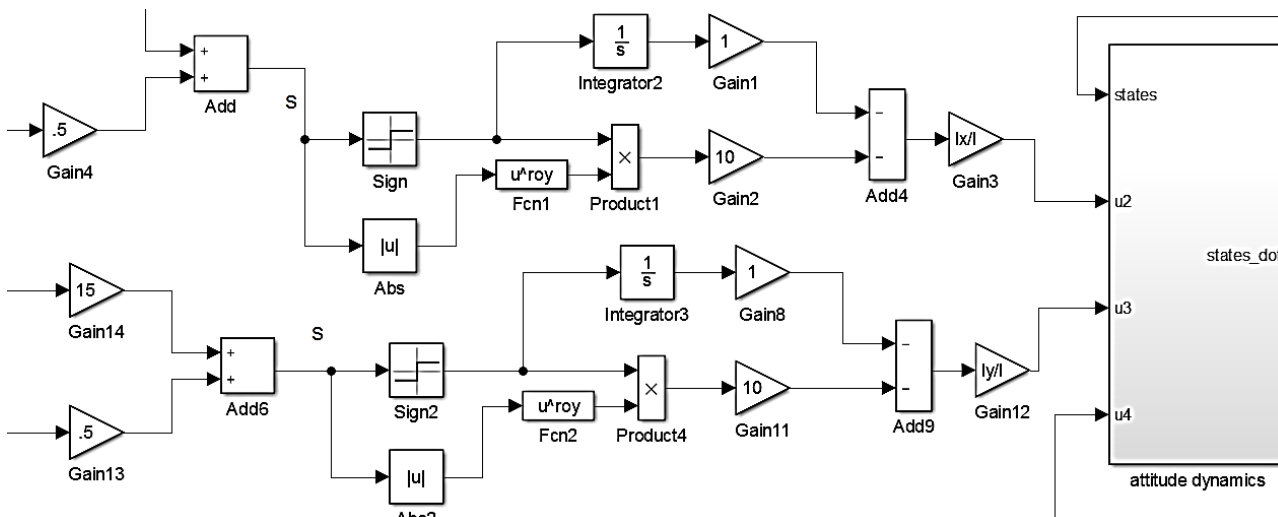 +
+
Add
S
.5
Gain4
Sign
|u|
Abs
u^roy
Fcn1
×
Product1
1
s
Integrator2
1
Gain1
10
Gain2
−
−
Add4
Ix/l
Gain3
states
u2
states_dot
u3
u4
attitude dynamics
15
Gain14
.5
Gain13
+
+
Add6
S
Sign2
|u|
u^roy
Fcn2
×
Product4
1
s
Integrator3
1
Gain8
10
Gain11
−
−
Add9
Iy/l
Gain12